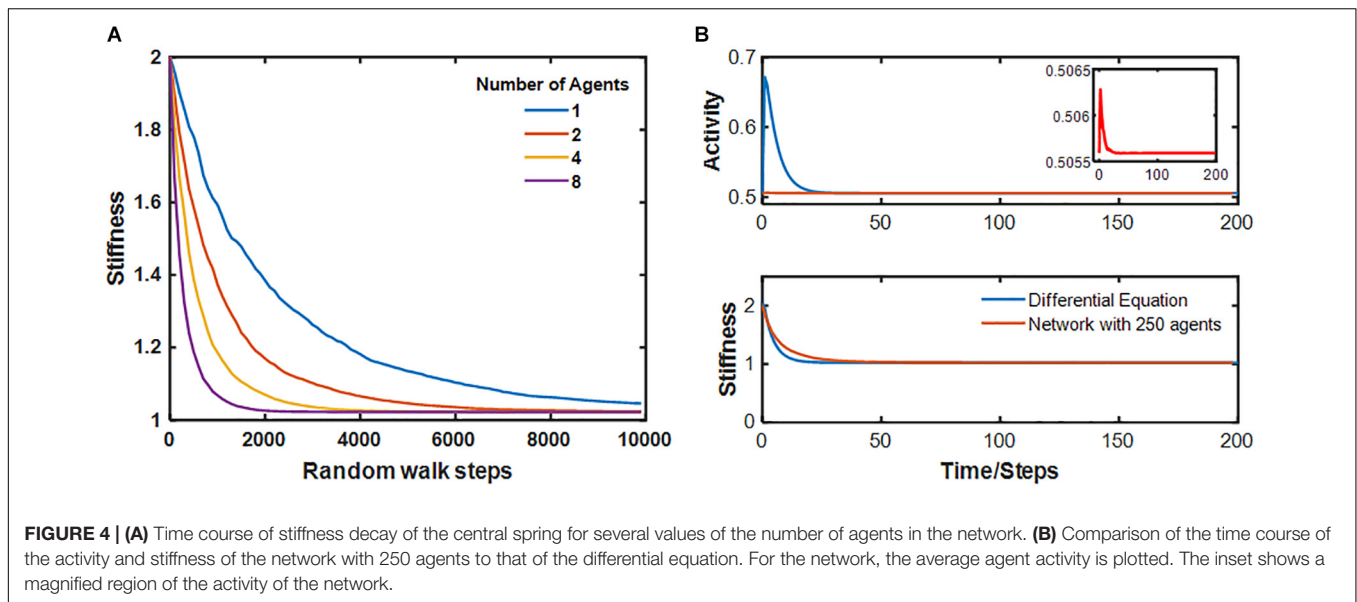 A
2
1.8
1.6
1.4
1.2
1
Stiffness
Number of Agents
1
2
4
8
0
2000
4000
6000
8000
10000
Random walk steps
B
0.7
0.6
0.5
Activity
0.5065
0.506
0.5055
0
100
200
0
50
100
150
200
2
1
0
Stiffness
Differential Equation
Network with 250 agents
0
50
100
150
200
Time/Steps
FIGURE 4 | (A) Time course of stiffness decay of the central spring for several values of the number of agents in the network. (B) Comparison of the time course of
the activity and stiffness of the network with 250 agents to that of the differential equation. For the network, the average agent activity is plotted. The inset shows a
magnified region of the activity of the network.